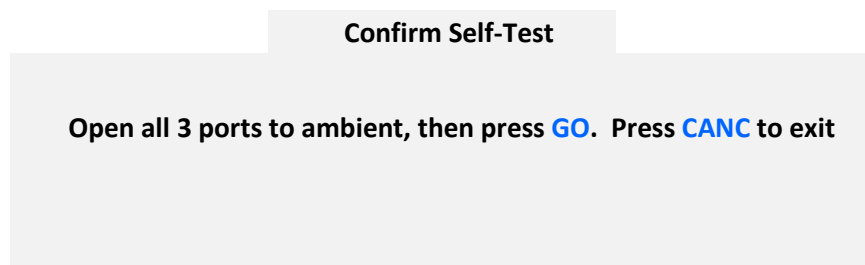 Confirm Self-Test
Open all 3 ports to ambient, then press GO.  Press CANC to exit